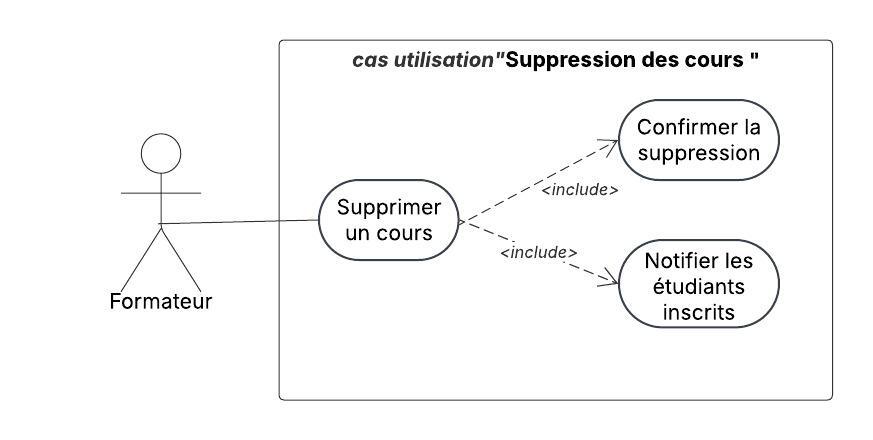 cas utilisation"Suppression des cours "
Confirmer la
suppression
<include>
Supprimer
un cours
<include>
Notifier les
étudiants
inscrits
Formateur